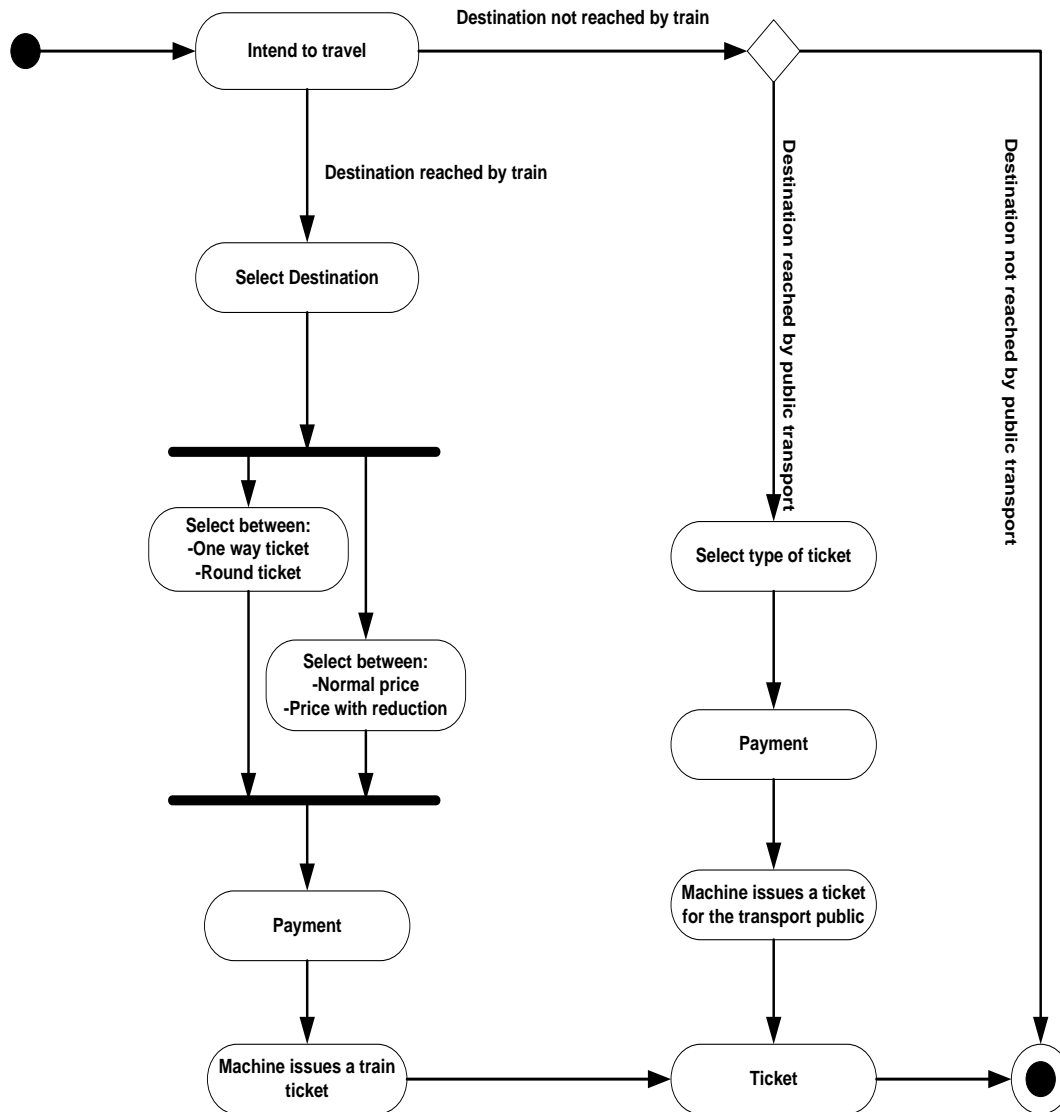 Destination not reached by train
Intend to travel
Destination reached by train
Destination reached by public transport
Destination not reached by public transport
Select Destination
Select between:
-One way ticket
-Round ticket
Select type of ticket
Select between:
-Normal price
-Price with reduction
Payment
Machine issues a ticket
for the transport public
Payment
Machine issues a train
ticket
Ticket